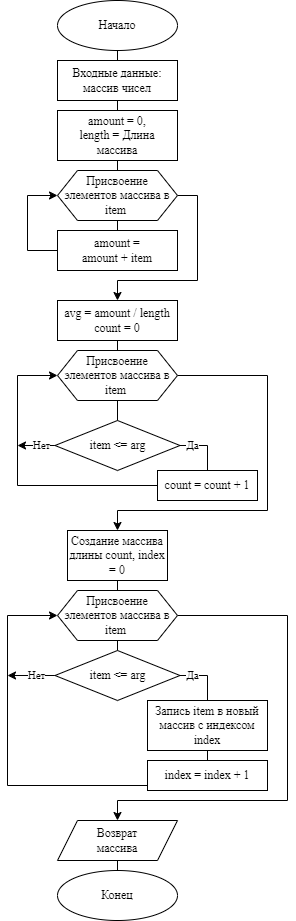 Начало
Входные данные:
массив чисел
amount = 0,
length = Длина
массива
Присвоение
элементов массива в
item
amount =
amount + item
avg = amount / length
count = 0
Присвоение
элементов массива в
item
Нет
item <= arg
Да
count = count + 1
Создание массива
длины count, index
= 0
Присвоение
элементов массива в
item
Нет
item <= arg
Да
Запись item в новый
массив с индексом
index
index = index + 1
Возврат
массива
Конец